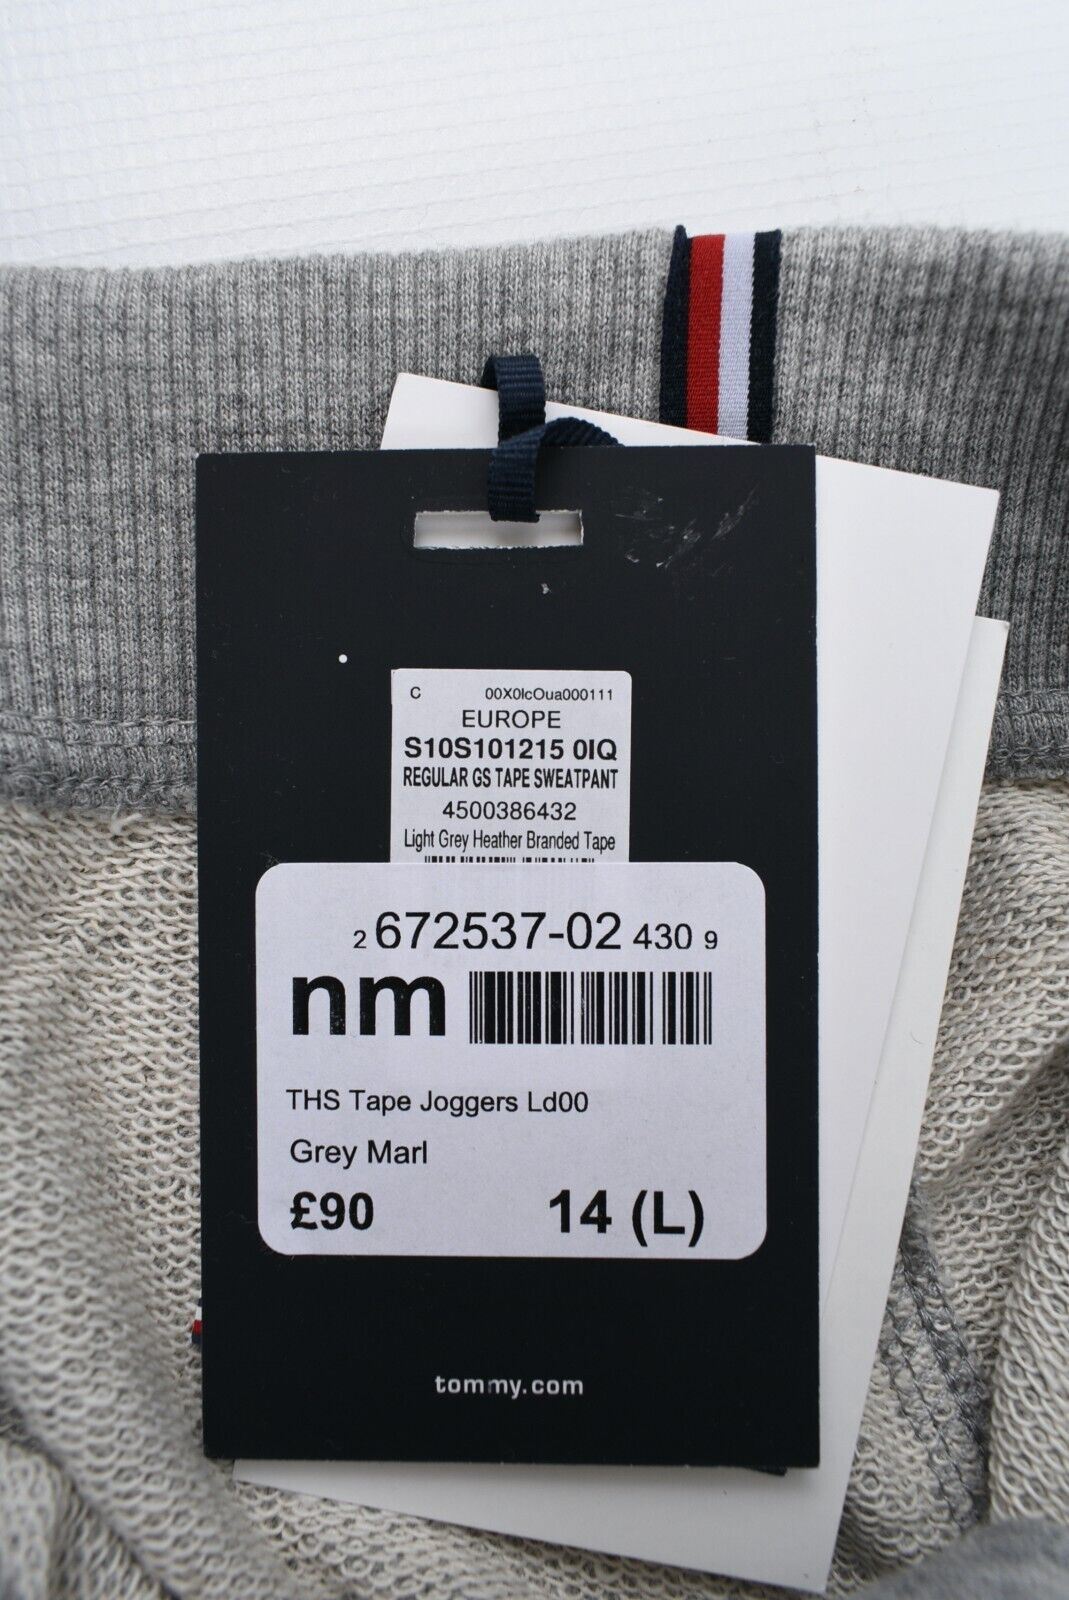 C 00X0lcOua000111
EUROPE
S10S101215 0IQ
REGULAR GS TAPE SWEATPANT
4500386432
Light Grey Heather Branded Tape
2 672537-02 430 9
nm
THS Tape Joggers Ld00
Grey Marl
£90 14 (L)
tommy.com